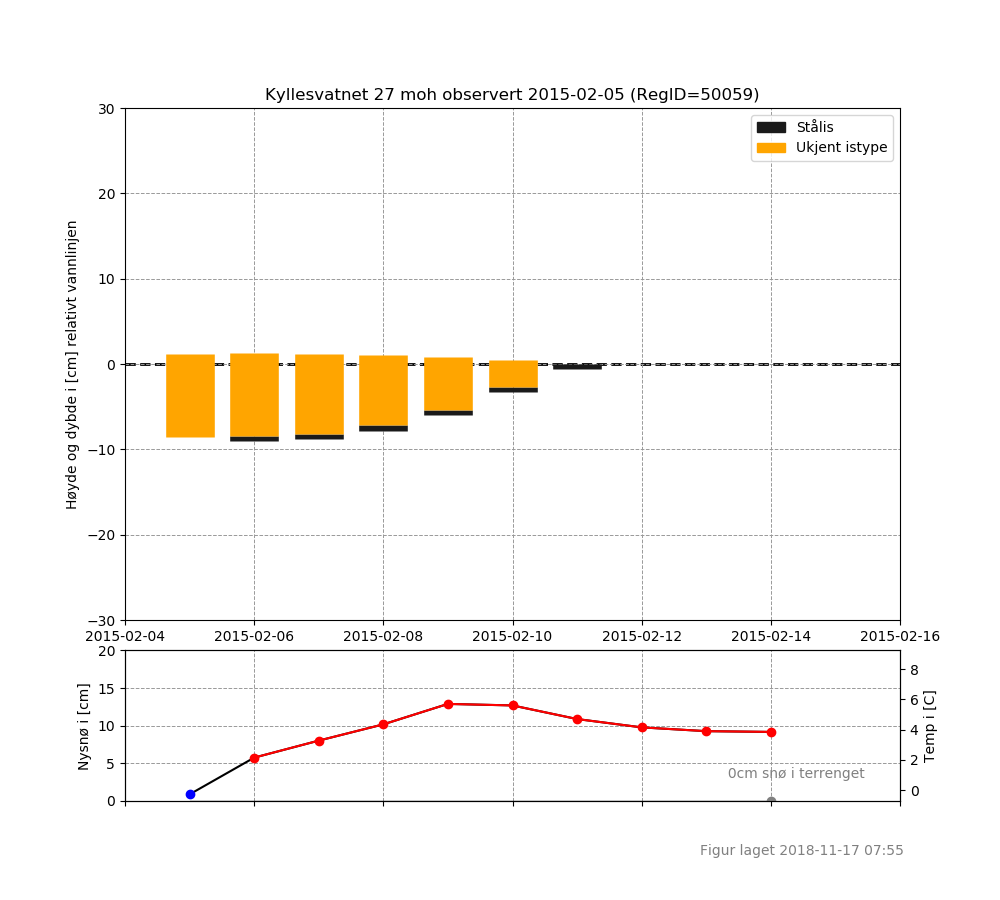 Kyllesvatnet 27 moh observert 2015-02-05 (RegID=50059)
Stålis
Ukjent istype
Høyde og dybde i [cm] relativt vannlinjen
30
20
10
0
−10
−20
−30
2015-02-04 2015-02-06 2015-02-08 2015-02-10 2015-02-12 2015-02-14 2015-02-16
Nysnø i [cm]
20
15
10
5
0
8
6
4
2
0
Temp i [C]
0cm snø i terrenget
Figur laget 2018-11-17 07:55